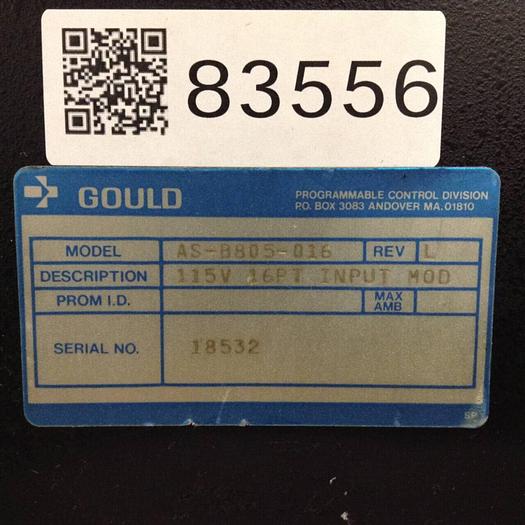 83556
GOULD
PROGRAMMABLE CONTROL DIVISION
P.O. BOX 3083 ANDOVER MA. 01810
MODEL AS-B805-016 REV L
DESCRIPTION 115V 16PT INPUT MOD
PROM I.D. MAX AMB
SERIAL NO. 18532
SP